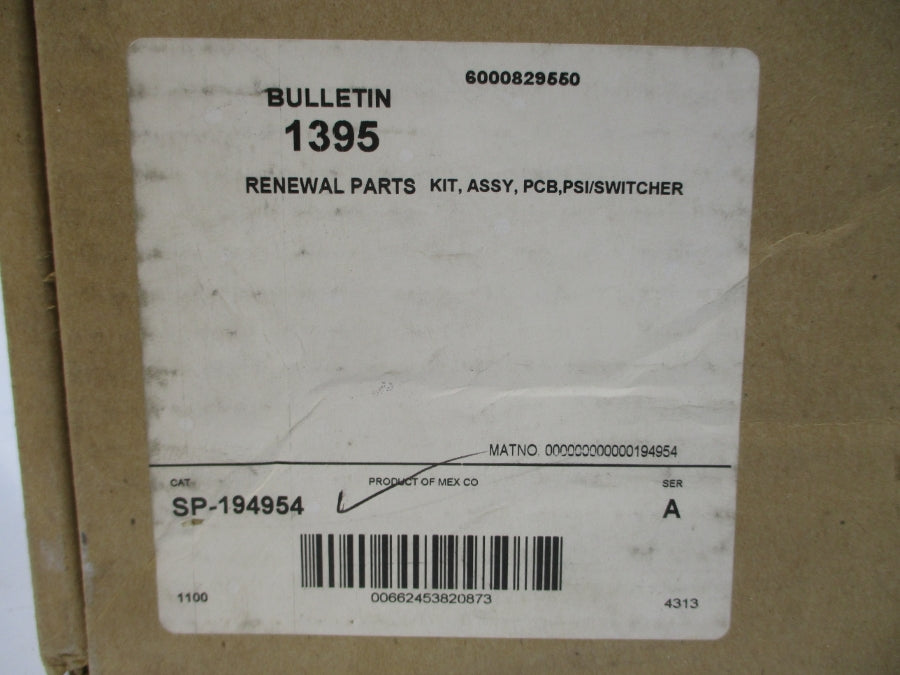 6000829550
BULLETIN
1395
RENEWAL PARTS KIT, ASSY, PCB,PSI/SWITCHER
MATNO. 000000000000194954
CAT PRODUCT OF MEX CO SER
SP-194954 A
00662453820873
1100 4313